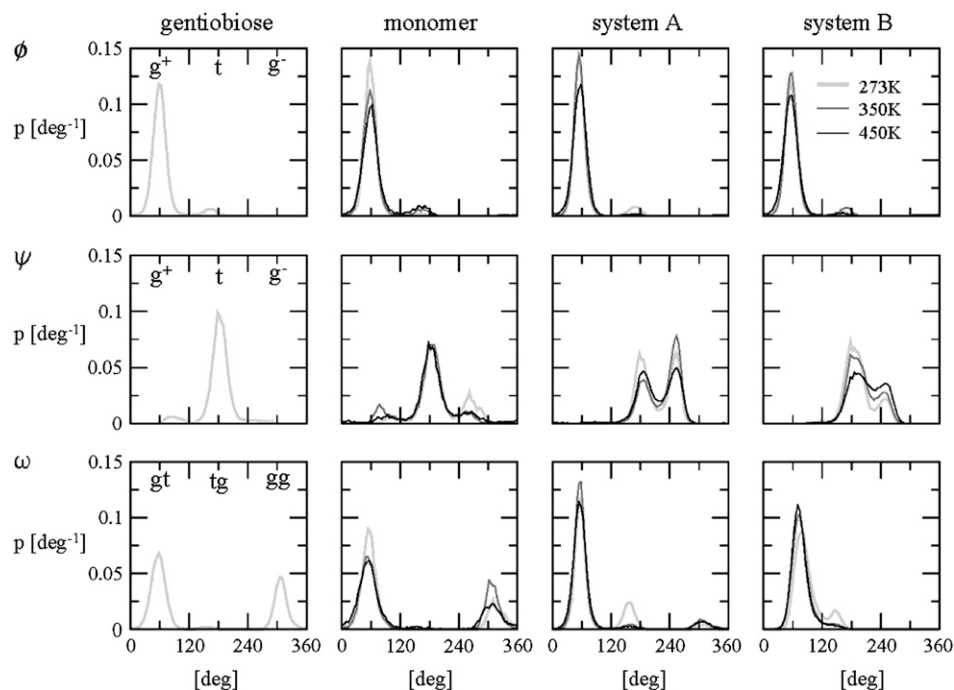 gentiobiose monomer system A system B
ϕ 0.15 g⁺ t g⁻
0.1 273K
p [deg⁻¹] 350K
0.05 450K
0
ψ 0.15 g⁺ t g⁻
0.1
p [deg⁻¹]
0.05
0
ω 0.15 gt tg gg
0.1
p [deg⁻¹]
0.05
0
0 120 240 360 0 120 240 360 0 120 240 360 0 120 240 360
[deg] [deg] [deg] [deg]